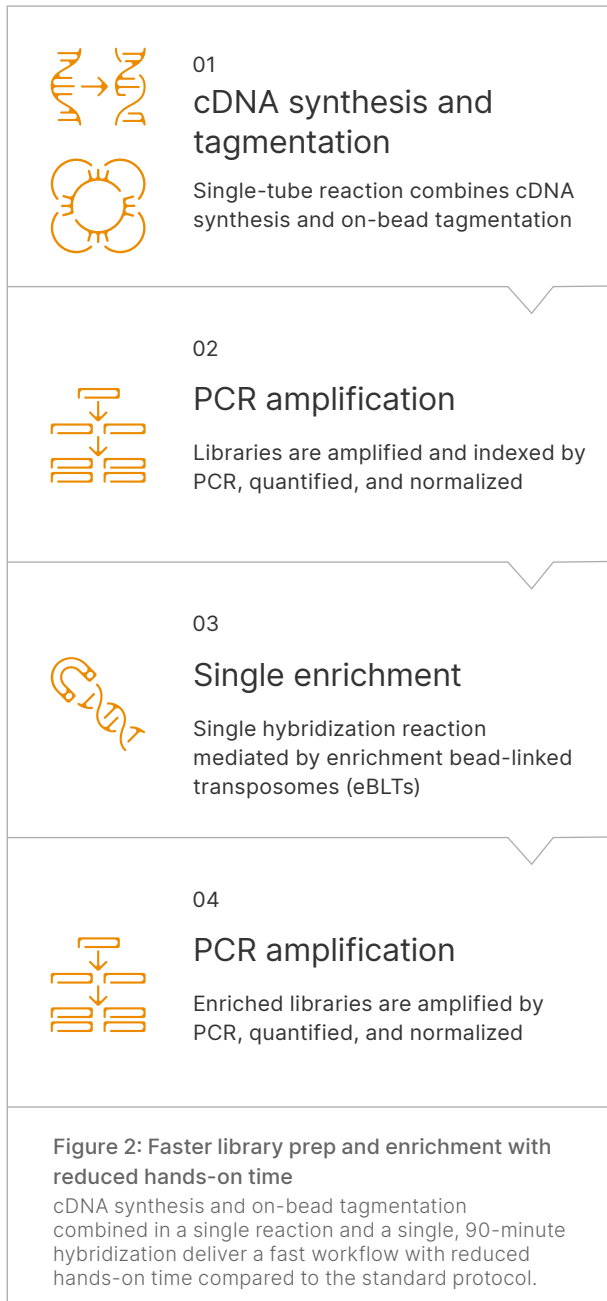 01
cDNA synthesis and
tagmentation
Single-tube reaction combines cDNA
synthesis and on-bead tagmentation
02
PCR amplification
Libraries are amplified and indexed by
PCR, quantified, and normalized
03
Single enrichment
Single hybridization reaction
mediated by enrichment bead-linked
transposomes (eBLTs)
04
PCR amplification
Enriched libraries are amplified by
PCR, quantified, and normalized
Figure 2: Faster library prep and enrichment with
reduced hands-on time
cDNA synthesis and on-bead tagmentation
combined in a single reaction and a single, 90-minute
hybridization deliver a fast workflow with reduced
hands-on time compared to the standard protocol.